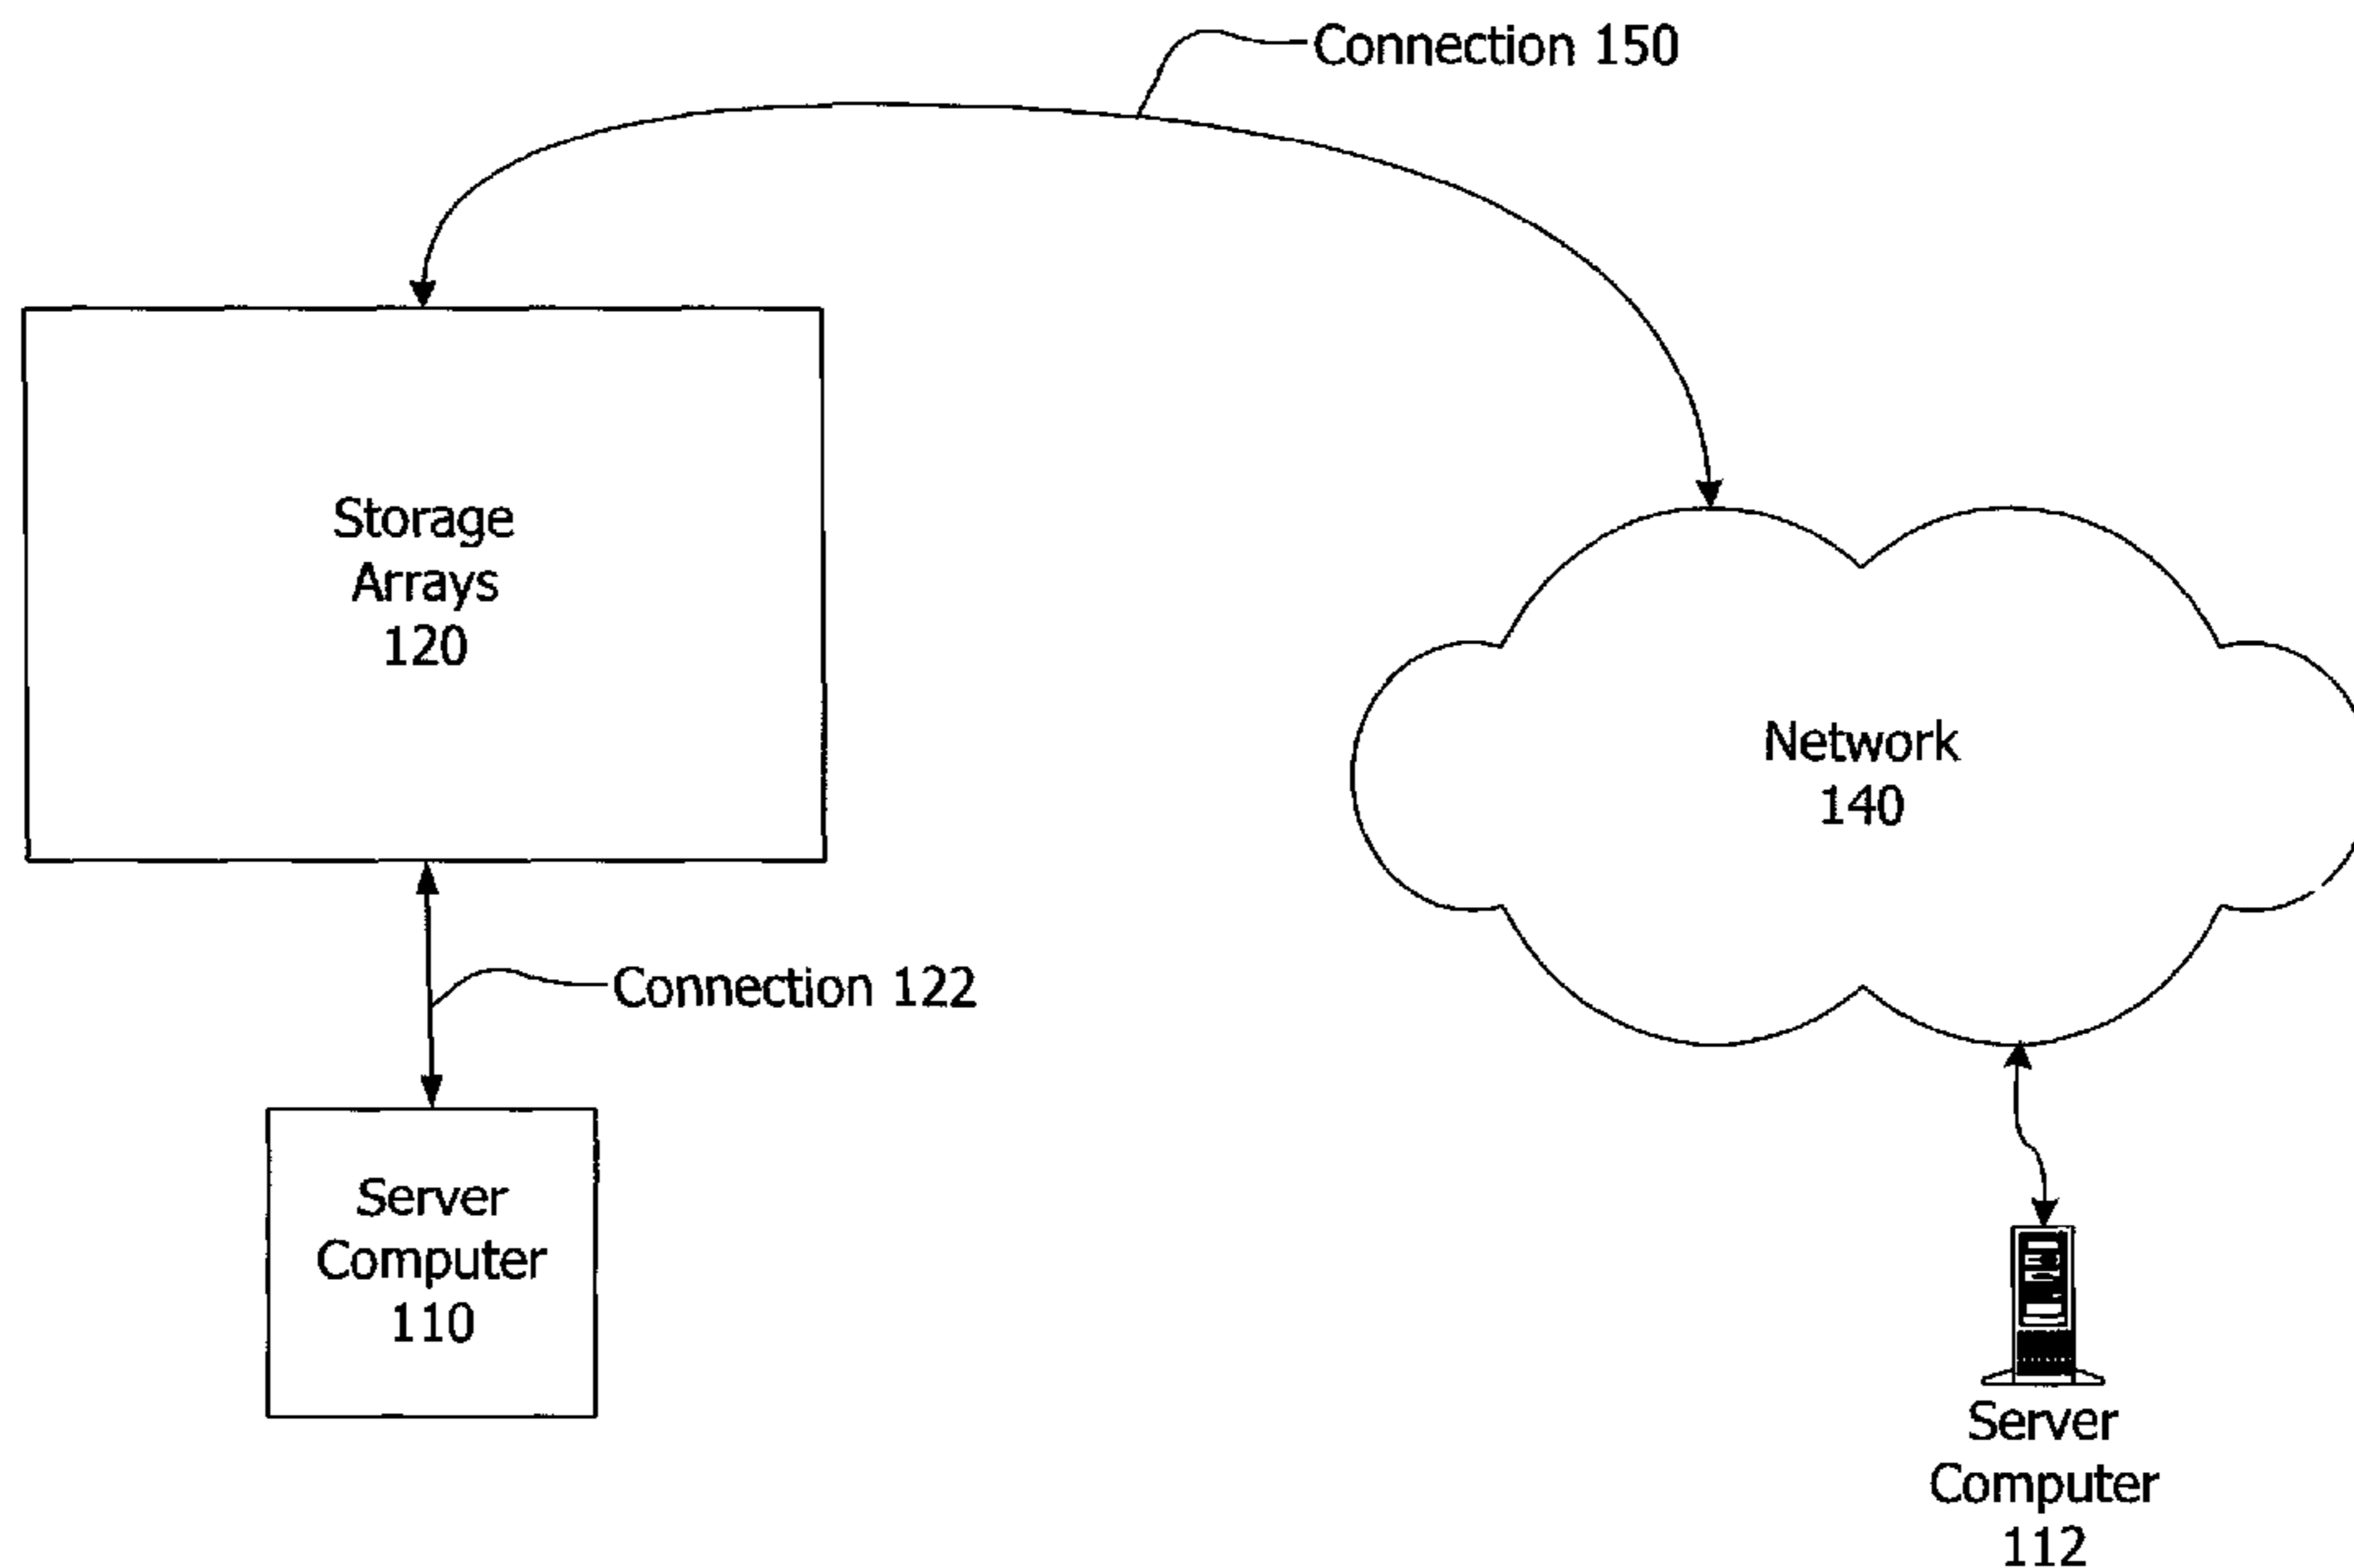 Connection 150
Storage
Arrays
120
Network
140
Connection 122
Server
Computer
110
Server
Computer
112